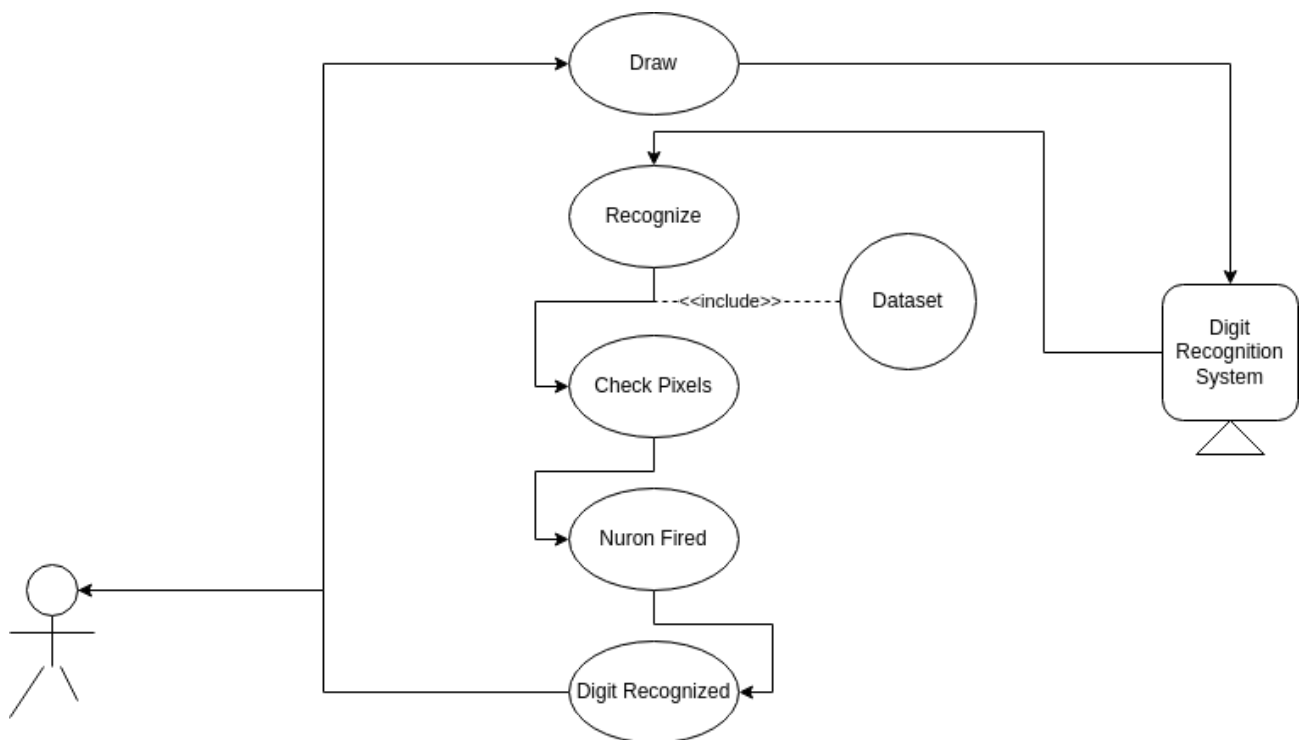 Draw
Recognize
<<include>>
Dataset
Digit
Recognition
System
Check Pixels
Nuron Fired
Digit Recognized